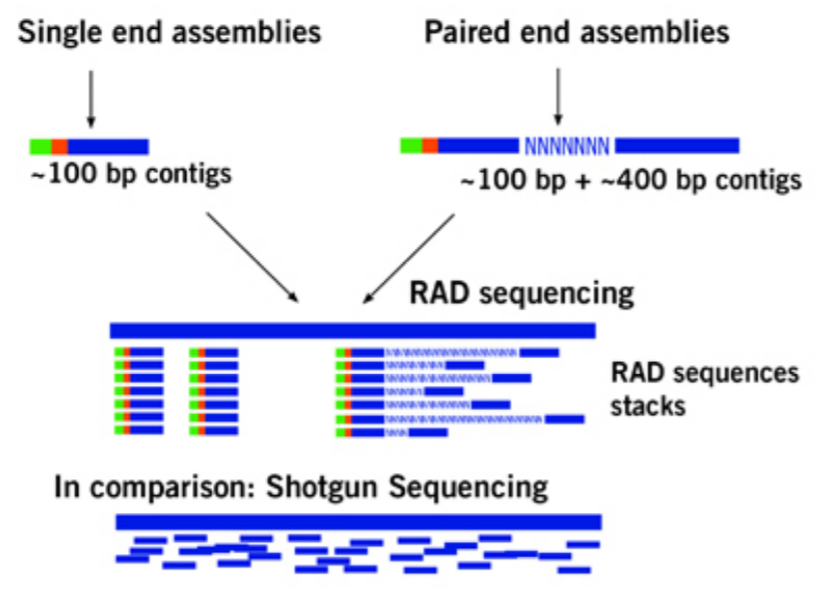 Single end assemblies
Paired end assemblies
NNNNNNN
~100 bp contigs
~100 bp + ~400 bp contigs
RAD sequencing
RAD sequences
stacks
In comparison: Shotgun Sequencing